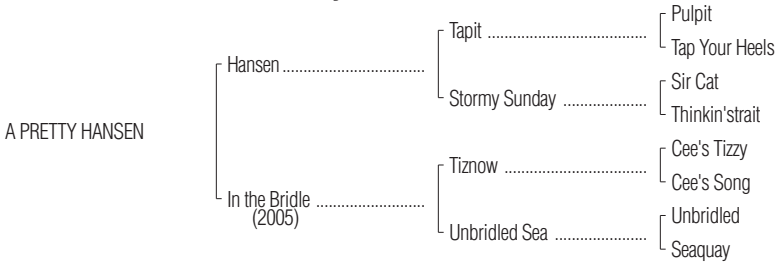 Pulpit
Tapit
Tap Your Heels
Hansen
Sir Cat
Stormy Sunday
Thinkin'strait
A PRETTY HANSEN
Cee's Tizzy
Tiznow
Cee's Song
In the Bridle
(2005)
Unbridled
Unbridled Sea
Seaquay